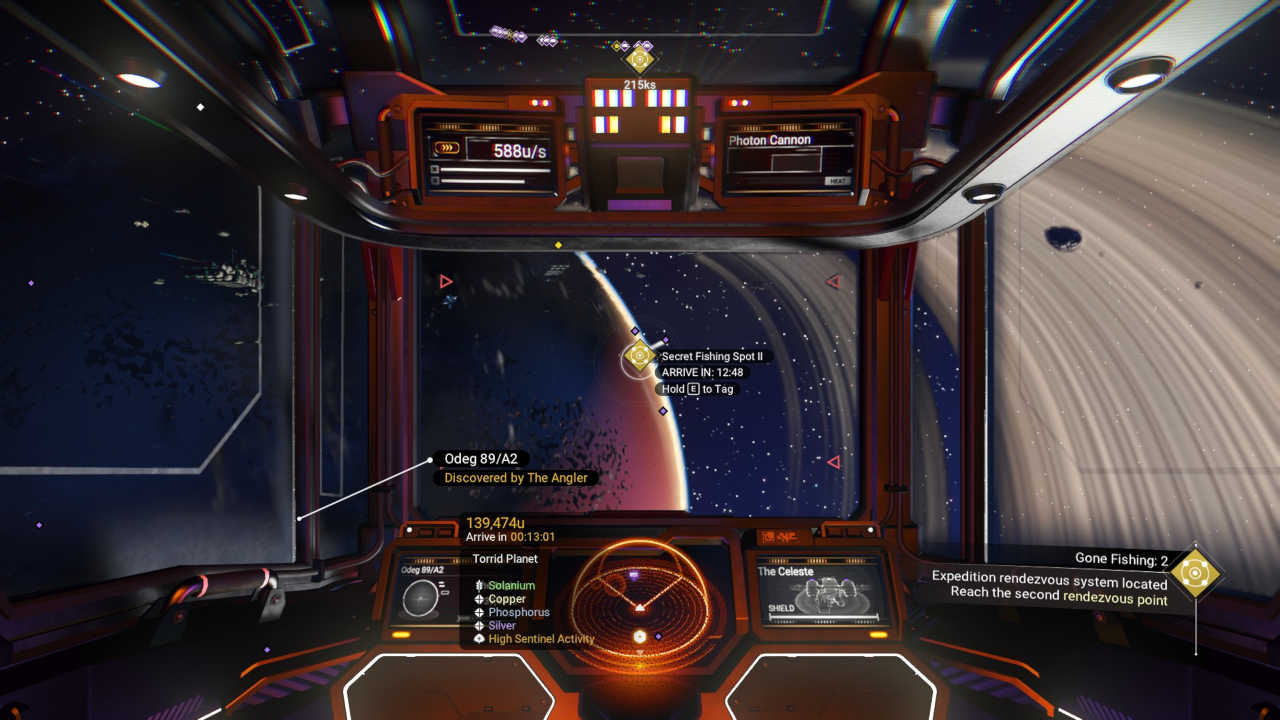 215ks
588u/s
Photon Cannon
HEAT
Secret Fishing Spot II
ARRIVE IN: 12:48
Hold E to Tag
Odeg 89/A2
Discovered by The Angler
139,474u
Arrive in 00:13:01
Torrid Planet
Solanium
Copper
Phosphorus
Silver
High Sentinel Activity
Odeg 89/A2
The Celeste
SHIELD
Gone Fishing: 2
Expedition rendezvous system located
Reach the second rendezvous point